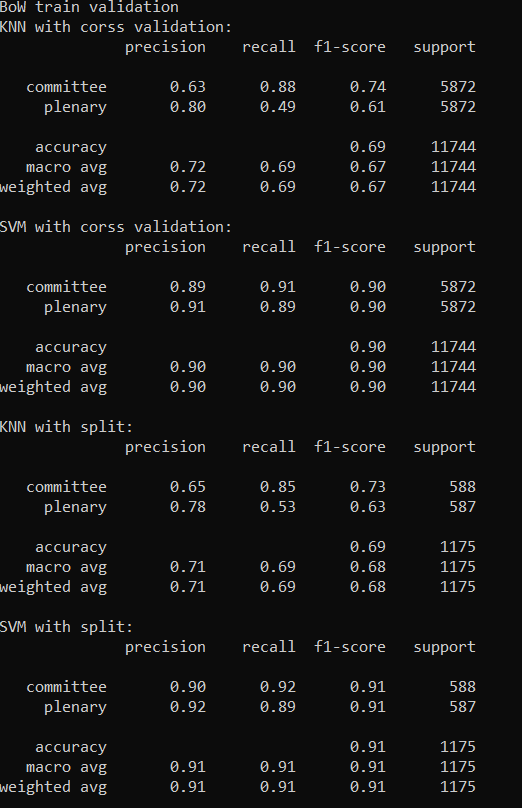 BoW train validation
KNN with corss validation:
precision recall f1-score support
committee 0.63 0.88 0.74 5872
plenary 0.80 0.49 0.61 5872
accuracy 0.69 11744
macro avg 0.72 0.69 0.67 11744
weighted avg 0.72 0.69 0.67 11744
SVM with corss validation:
precision recall f1-score support
committee 0.89 0.91 0.90 5872
plenary 0.91 0.89 0.90 5872
accuracy 0.90 11744
macro avg 0.90 0.90 0.90 11744
weighted avg 0.90 0.90 0.90 11744
KNN with split:
precision recall f1-score support
committee 0.65 0.85 0.73 588
plenary 0.78 0.53 0.63 587
accuracy 0.69 1175
macro avg 0.71 0.69 0.68 1175
weighted avg 0.71 0.69 0.68 1175
SVM with split:
precision recall f1-score support
committee 0.90 0.92 0.91 588
plenary 0.92 0.89 0.91 587
accuracy 0.91 1175
macro avg 0.91 0.91 0.91 1175
weighted avg 0.91 0.91 0.91 1175